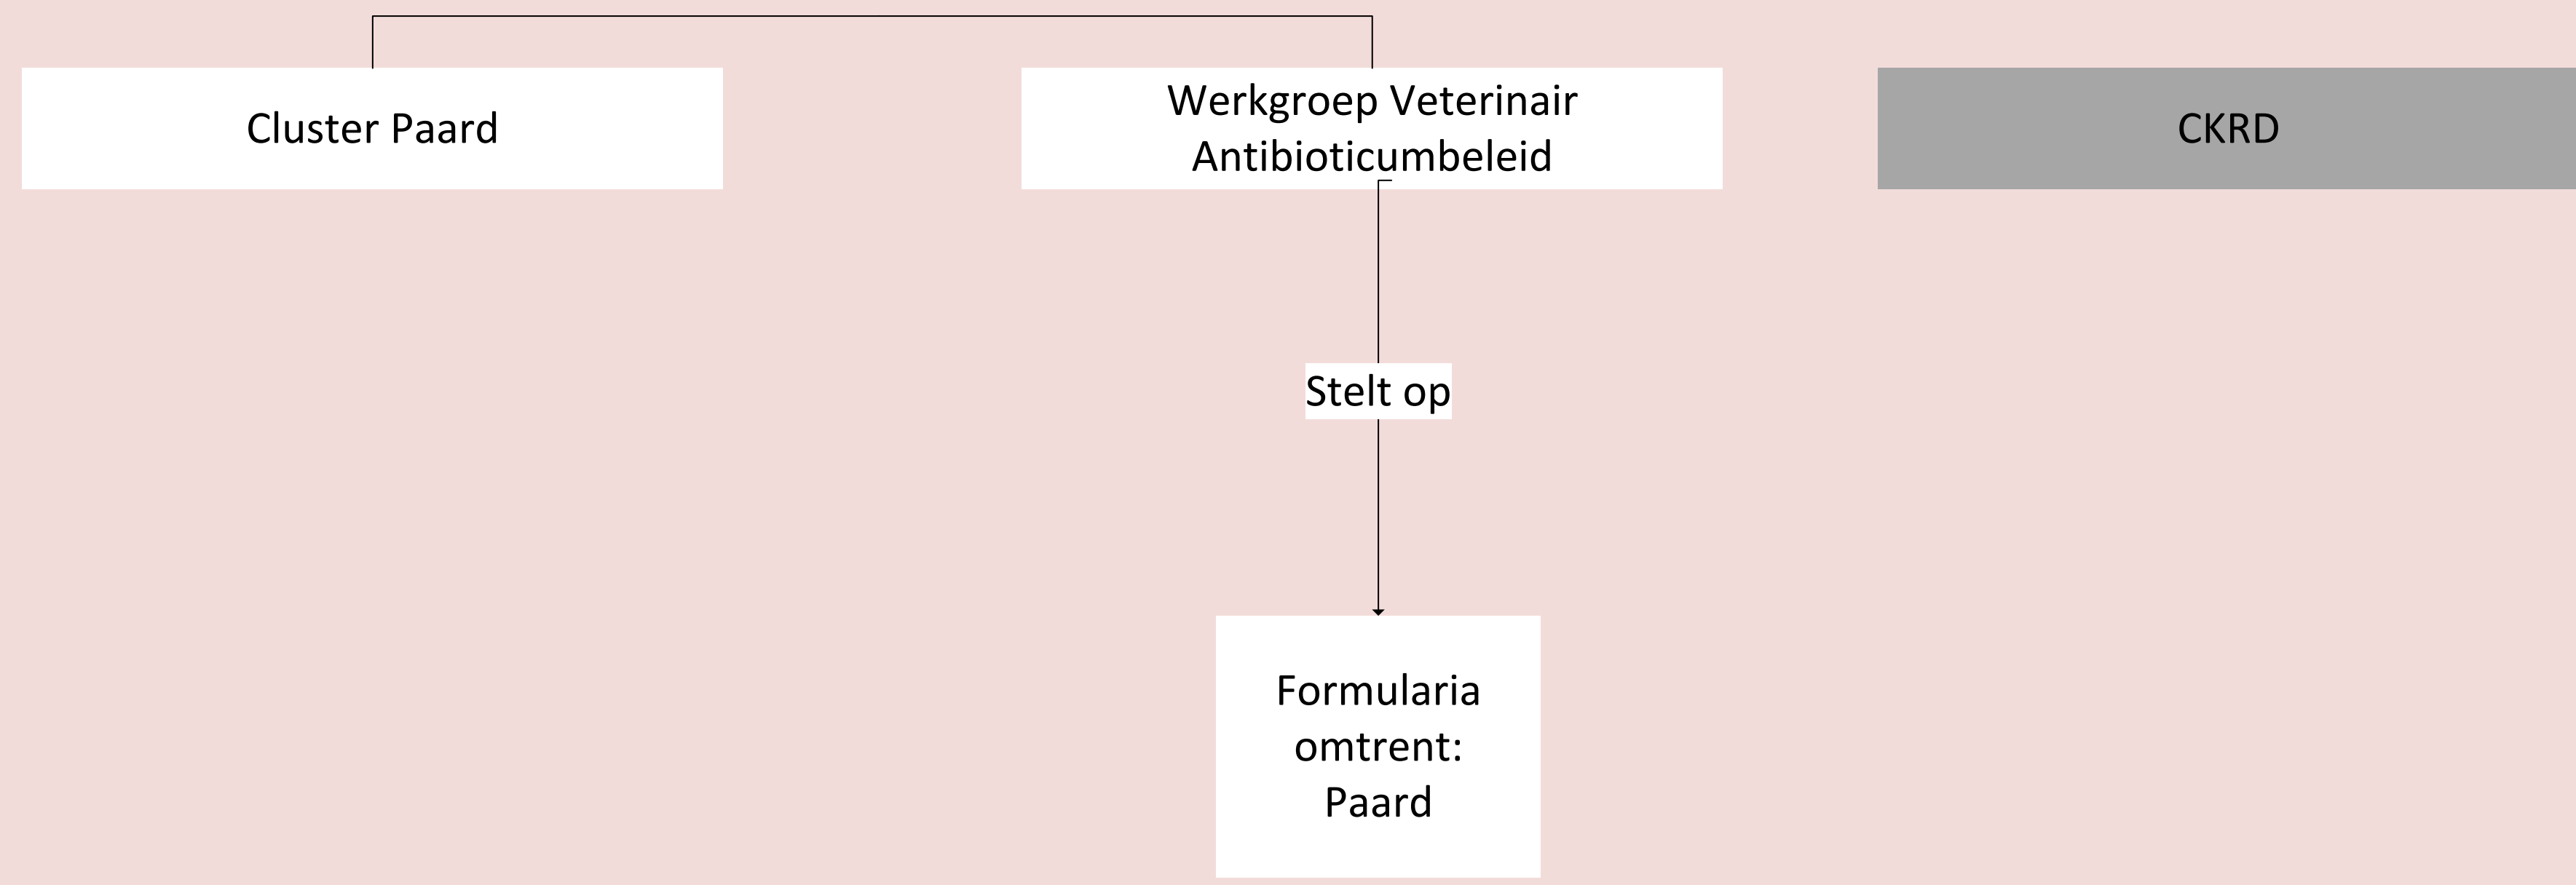 Cluster Paard
Werkgroep Veterinair
Antibioticumbeleid
CKRD
Stelt op
Formularia
omtrent:
Paard